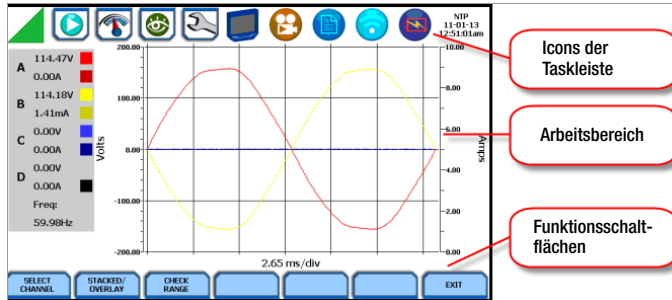 NTP
11-01-13
12:51:01am
Icons der
Taskleiste
A 114.47V
0.00A
B 114.18V
1.41mA
C 0.00V
0.00A
D 0.00V
0.00A
Freq:
59.98Hz
Volts
200.00
100.00
0.00
-100.00
-200.00
10.00
8.00
6.00
4.00
2.00
0.00
Amps
2.65 ms/div
Arbeitsbereich
Funktionsschalt-
flächen
SELECT
CHANNEL
STACKED/
OVERLAY
CHECK
RANGE
EXIT